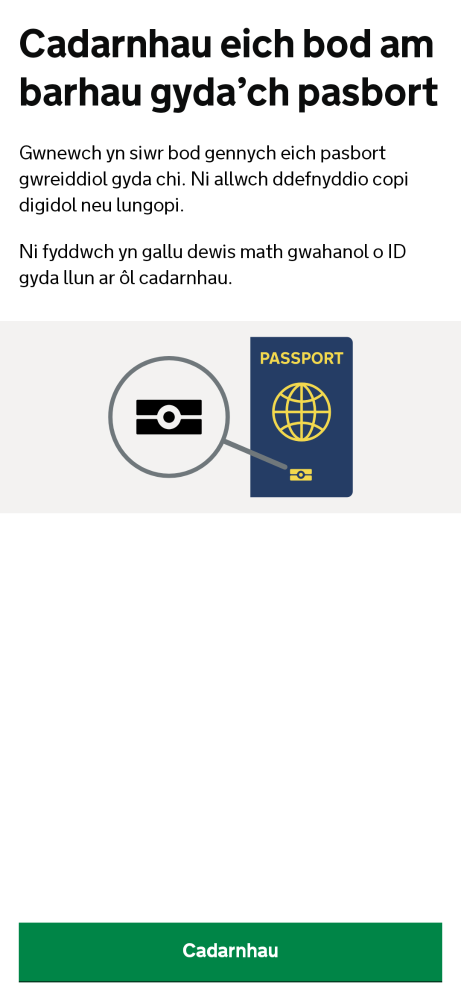 Cadarnhau eich bod am
barhau gyda’ch pasbort
Gwnewch yn siwr bod gennych eich pasbort
gwreiddiol gyda chi. Ni allwch ddefnyddio copi
digidol neu lungopi.
Ni fyddwch yn gallu dewis math gwahanol o ID
gyda llun ar ôl cadarnhau.
PASSPORT
Cadarnhau